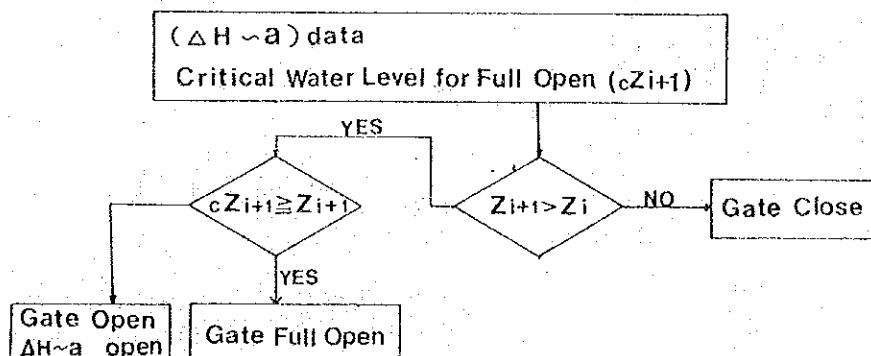 (ΔH ~a) data
Critical Water Level for Full Open (cZi+1)
YES
cZi+1≧Zi+1
Zi+1>Zi
NO
Gate Close
YES
Gate Open
ΔH~a open
Gate Full Open